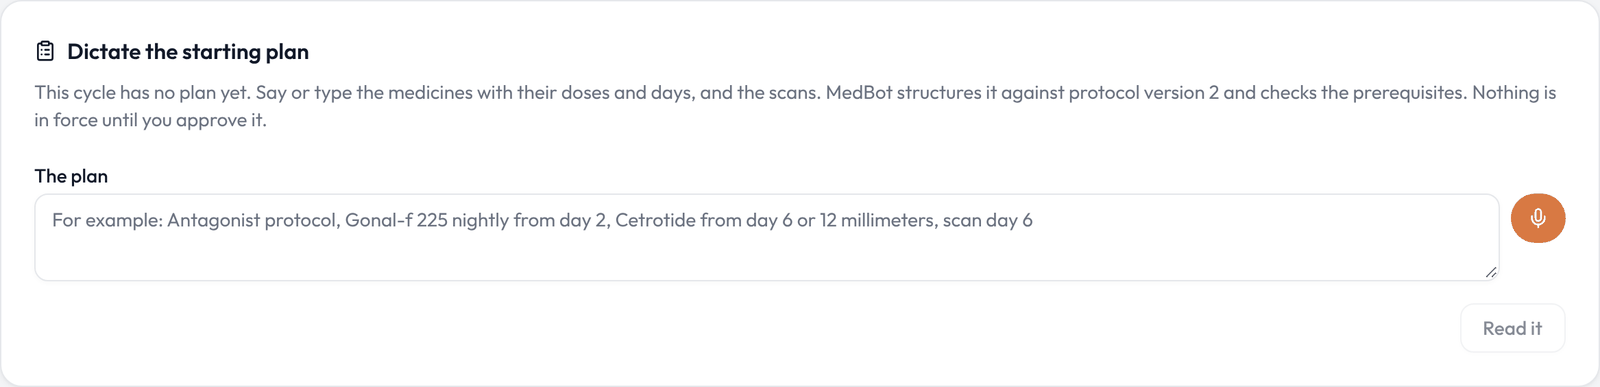 Dictate the starting plan
This cycle has no plan yet. Say or type the medicines with their doses and days, and the scans. MedBot structures it against protocol version 2 and checks the prerequisites. Nothing is
in force until you approve it.
The plan
For example: Antagonist protocol, Gonal-f 225 nightly from day 2, Cetrotide from day 6 or 12 millimeters, scan day 6
Read it